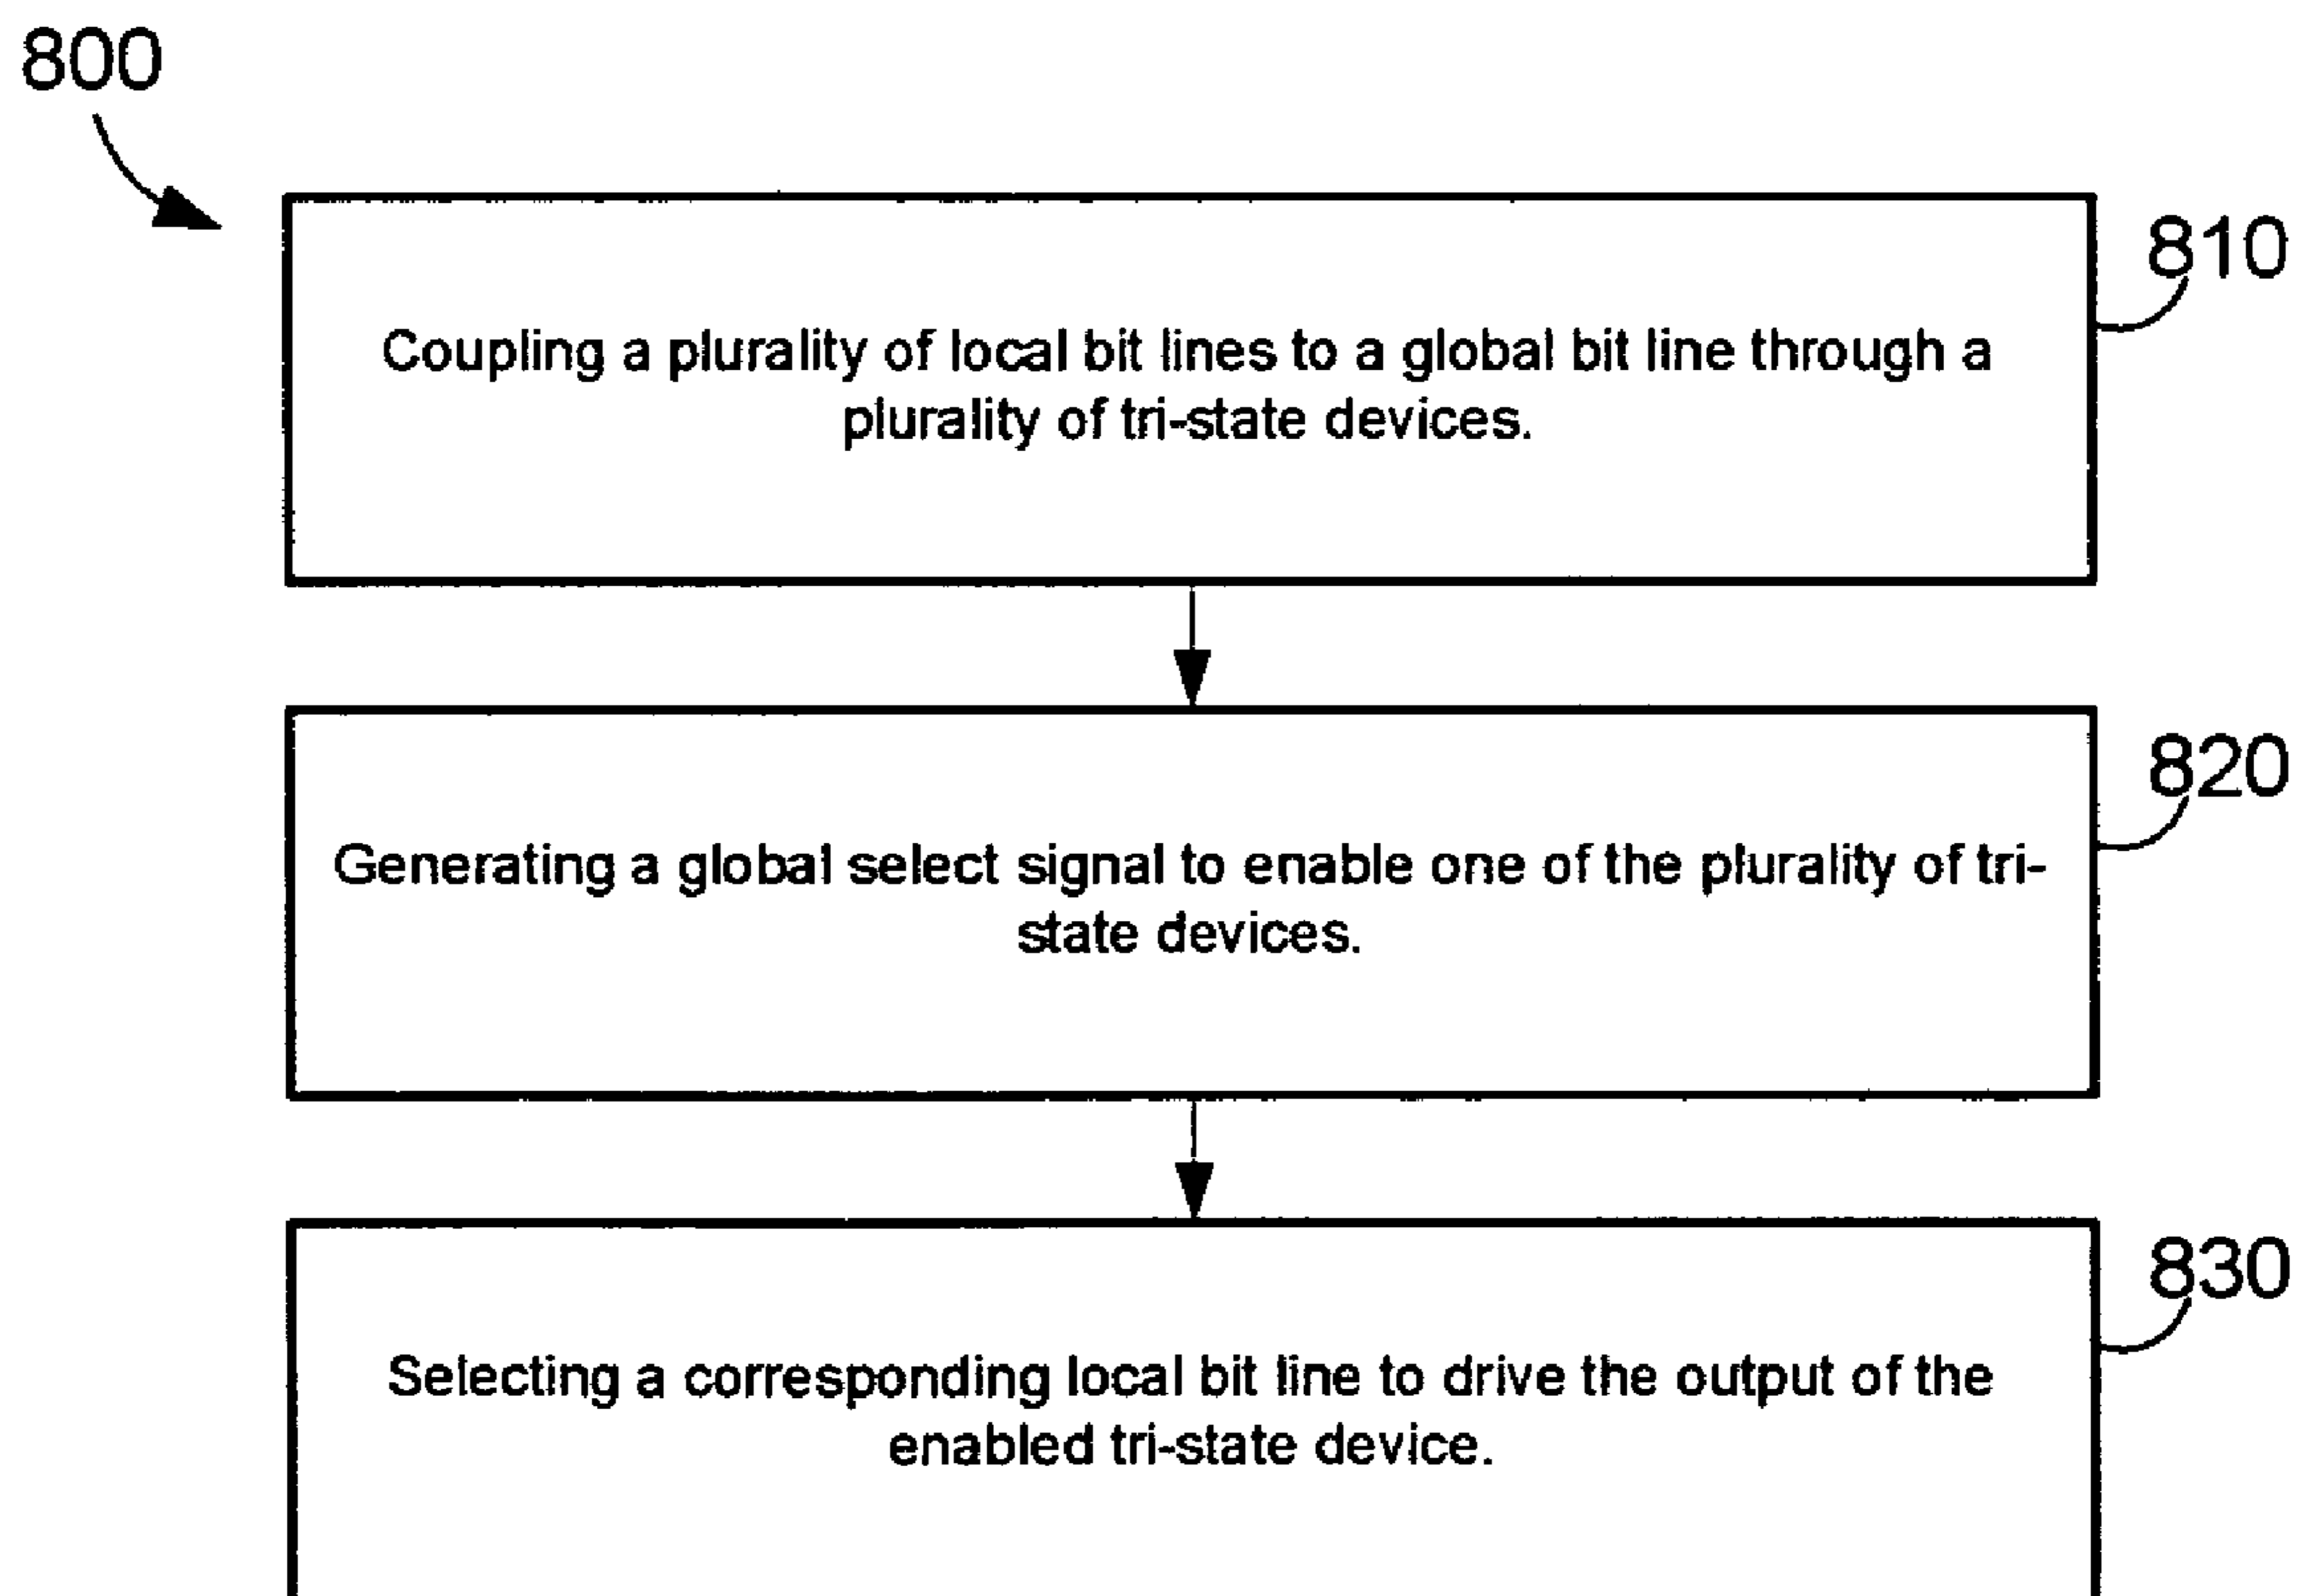 800
810
Coupling a plurality of local bit lines to a global bit line through a
plurality of tri-state devices.
820
Generating a global select signal to enable one of the plurality of tri-
state devices.
830
Selecting a corresponding local bit line to drive the output of the
enabled tri-state device.